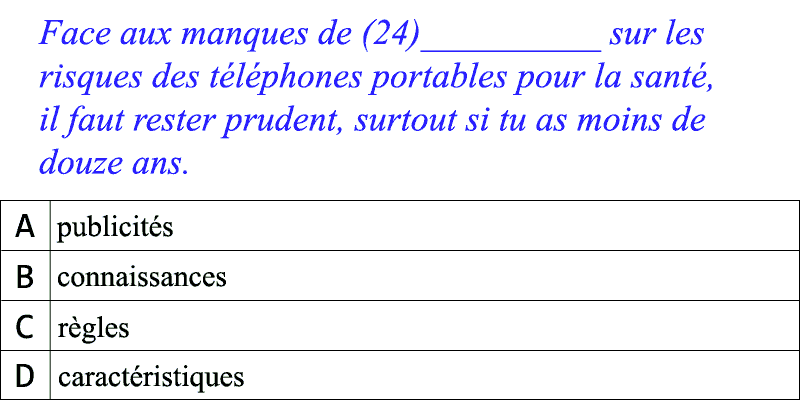 Face aux manques de (24)__________ sur les
risques des téléphones portables pour la santé,
il faut rester prudent, surtout si tu as moins de
douze ans.
A publicités
B connaissances
C règles
D caractéristiques